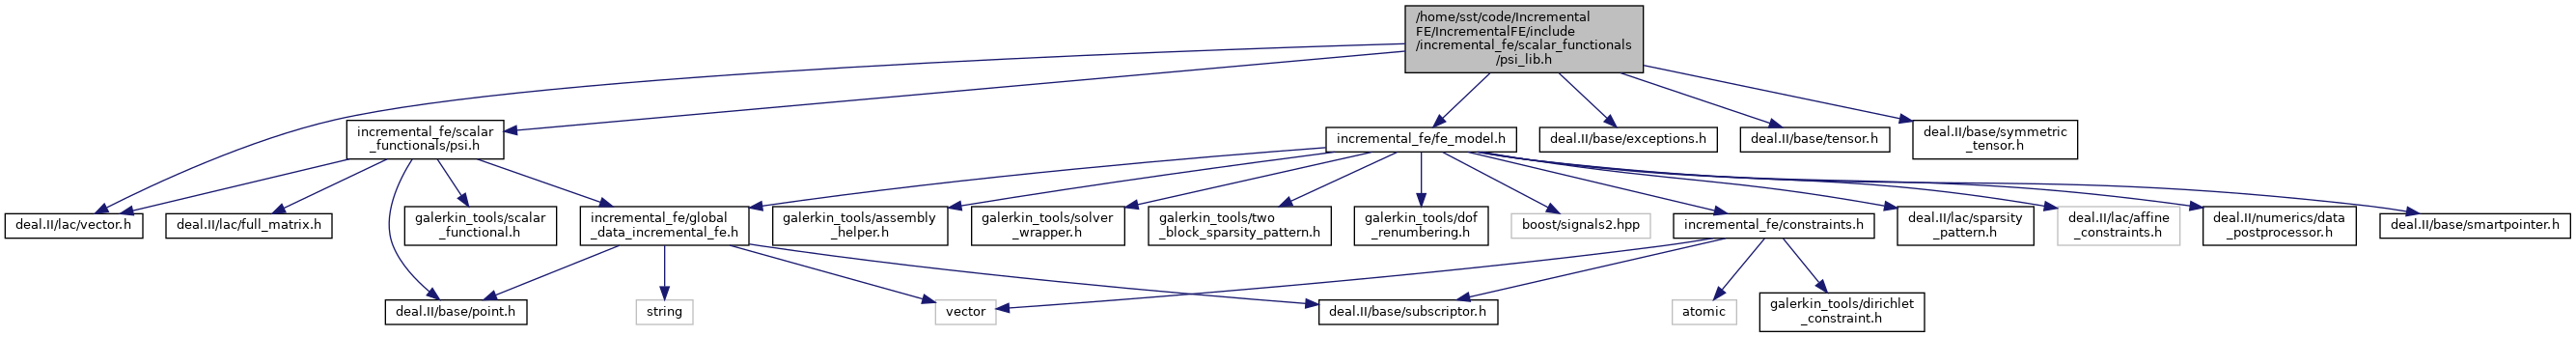 /home/sst/code/Incremental
FE/IncrementalFE/include
/incremental_fe/scalar_functionals
/psi_lib.h
incremental_fe/scalar
_functionals/psi.h
incremental_fe/fe_model.h
deal.II/base/exceptions.h
deal.II/base/tensor.h
deal.II/base/symmetric
_tensor.h
deal.II/lac/vector.h
deal.II/lac/full_matrix.h
galerkin_tools/scalar
_functional.h
incremental_fe/global
_data_incremental_fe.h
galerkin_tools/assembly
_helper.h
galerkin_tools/solver
_wrapper.h
galerkin_tools/two
_block_sparsity_pattern.h
galerkin_tools/dof
_renumbering.h
boost/signals2.hpp
incremental_fe/constraints.h
deal.II/lac/sparsity
_pattern.h
deal.II/lac/affine
_constraints.h
deal.II/numerics/data
_postprocessor.h
deal.II/base/smartpointer.h
deal.II/base/point.h
string
vector
deal.II/base/subscriptor.h
atomic
galerkin_tools/dirichlet
_constraint.h